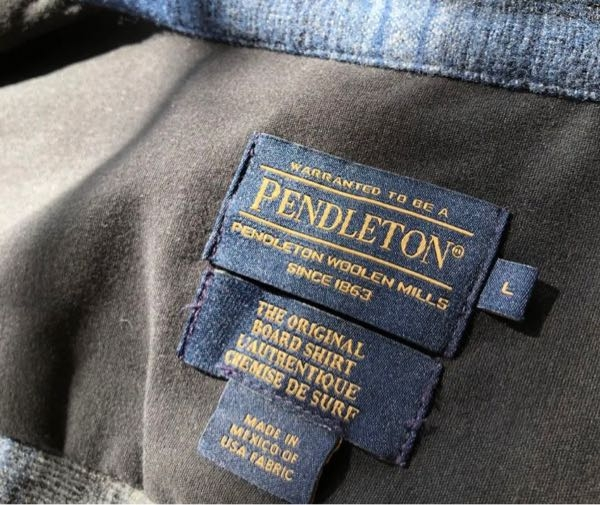 WARRANTED TO BE A
PENDLETON®
PENDLETON WOOLEN MILLS
SINCE 1863
L
THE ORIGINAL
BOARD SHIRT
L'AUTHENTIQUE
CHEMISE DE SURF
MADE IN
MEXICO OF
USA FABRIC